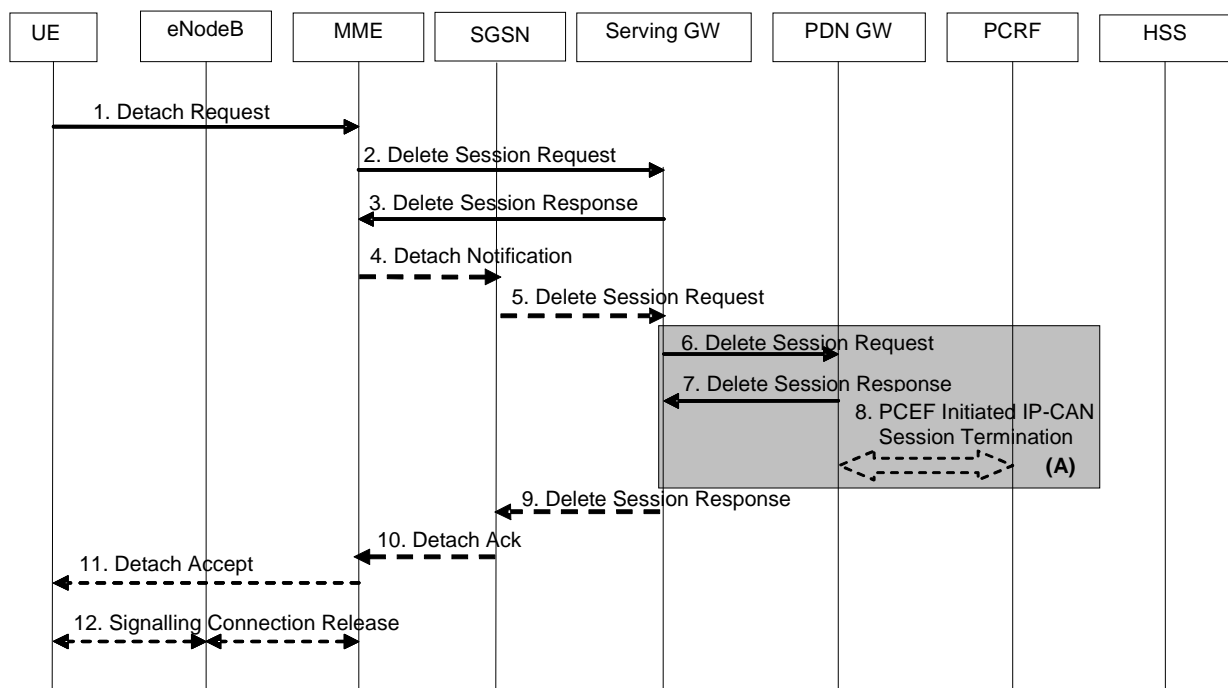 UE
eNodeB
MME
SGSN
Serving GW
PDN GW
PCRF
HSS
1. Detach Request
2. Delete Session Request
3. Delete Session Response
4. Detach Notification
5. Delete Session Request
6. Delete Session Request
7. Delete Session Response
8. PCEF Initiated IP-CAN
Session Termination
(A)
9. Delete Session Response
10. Detach Ack
11. Detach Accept
12. Signalling Connection Release